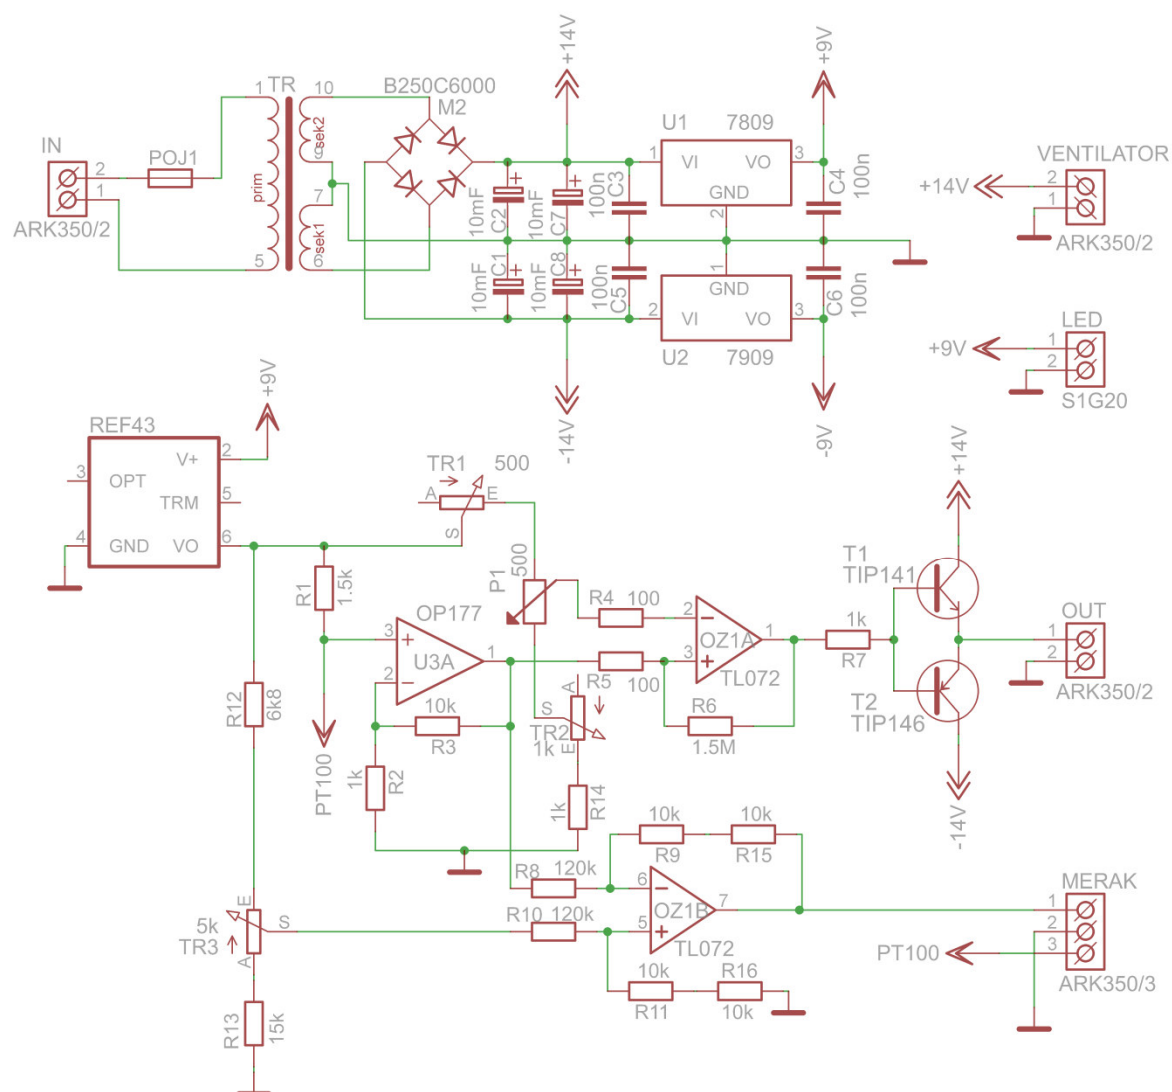 IN
2
1
ARK350/2
POJ1
1
TR
10
prim
sek2
9
7
sek1
5
6
B250C6000
M2
+14V
10mF
C2
10mF
C7
100n
C3
10mF
C1
10mF
C8
100n
C5
-14V
U1
7809
1
VI
VO
3
GND
2
1
GND
2
VI
VO
3
U2
7909
+9V
C4
100n
C6
100n
-9V
VENTILATOR
+14V
2
1
ARK350/2
LED
+9V
1
2
S1G20
REF43
+9V
3
OPT
V+
2
TRM
5
4
GND
VO
6
TR1
500
A
E
S
R1
1.5k
OP177
3
+
U3A
1
2
-
10k
R3
1k
R2
PT100
P1
500
R4
100
R5
100
2
-
OZ1A
1
3
+
TL072
R6
1.5M
A
S
TR2
1k
E
1k
R14
1k
R7
T1
TIP141
T2
TIP146
+14V
-14V
OUT
1
2
ARK350/2
R12
6k8
E
5k
S
TR3
A
R13
15k
R8
120k
R10
120k
10k
R9
10k
R15
6
-
OZ1B
7
5
+
TL072
10k
R11
R16
10k
MERAK
1
2
3
PT100
ARK350/3